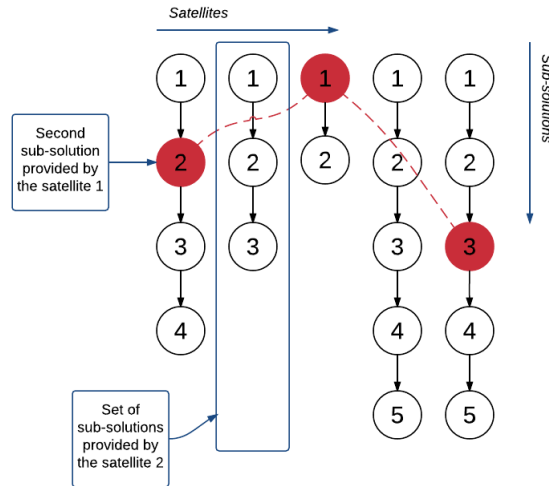 Satellites
Sub-solutions
1 1 1 1 1
Second
sub-solution
provided by
the satellite 1
2 2 2 2 2
3 3 3 3
4 4 4
Set of
sub-solutions
provided by
the satellite 2
5 5